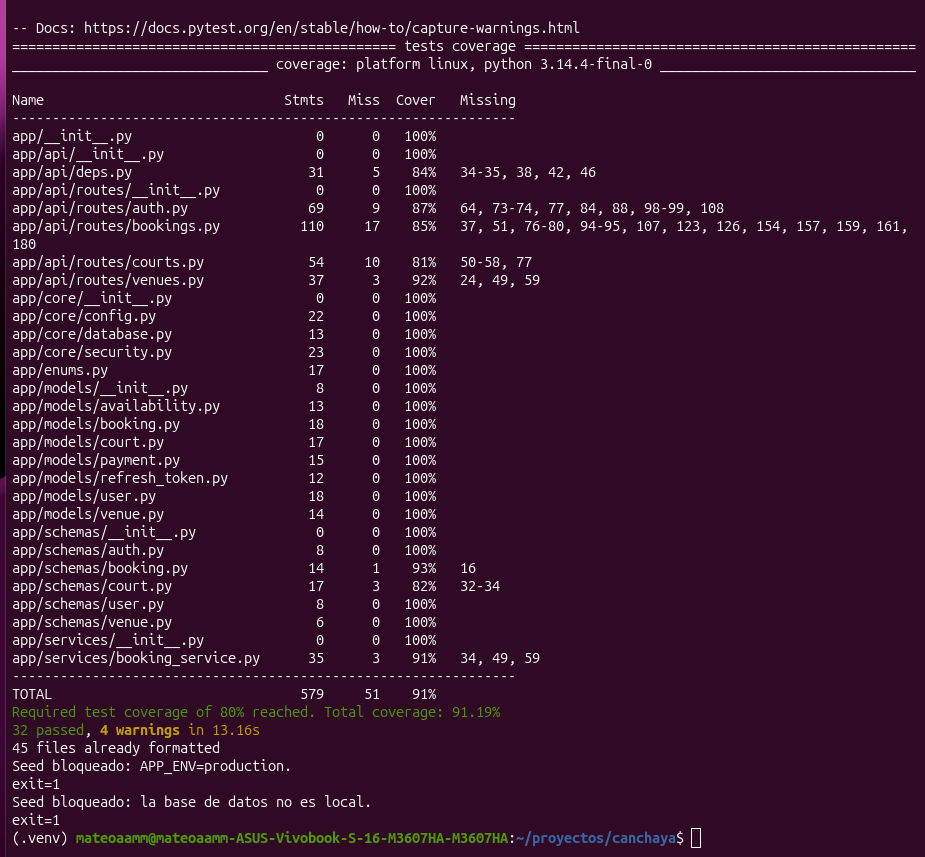 -- Docs: https://docs.pytest.org/en/stable/how-to/capture-warnings.html
================================================ tests coverage =================================================
________________________________ coverage: platform linux, python 3.14.4-final-0 ________________________________
Name                              Stmts   Miss  Cover   Missing
---------------------------------------------------------------
app/__init__.py                       0      0   100%
app/api/__init__.py                   0      0   100%
app/api/deps.py                      31      5    84%   34-35, 38, 42, 46
app/api/routes/__init__.py            0      0   100%
app/api/routes/auth.py               69      9    87%   64, 73-74, 77, 84, 88, 98-99, 108
app/api/routes/bookings.py          110     17    85%   37, 51, 76-80, 94-95, 107, 123, 126, 154, 157, 159, 161,
180
app/api/routes/courts.py             54     10    81%   50-58, 77
app/api/routes/venues.py             37      3    92%   24, 49, 59
app/core/__init__.py                  0      0   100%
app/core/config.py                   22      0   100%
app/core/database.py                 13      0   100%
app/core/security.py                 23      0   100%
app/enums.py                         17      0   100%
app/models/__init__.py                8      0   100%
app/models/availability.py           13      0   100%
app/models/booking.py                18      0   100%
app/models/court.py                  17      0   100%
app/models/payment.py                15      0   100%
app/models/refresh_token.py          12      0   100%
app/models/user.py                   18      0   100%
app/models/venue.py                  14      0   100%
app/schemas/__init__.py               0      0   100%
app/schemas/auth.py                   8      0   100%
app/schemas/booking.py               14      1    93%   16
app/schemas/court.py                 17      3    82%   32-34
app/schemas/user.py                   8      0   100%
app/schemas/venue.py                  6      0   100%
app/services/__init__.py              0      0   100%
app/services/booking_service.py      35      3    91%   34, 49, 59
---------------------------------------------------------------
TOTAL                               579     51    91%
Required test coverage of 80% reached. Total coverage: 91.19%
32 passed, 4 warnings in 13.16s
45 files already formatted
Seed bloqueado: APP_ENV=production.
exit=1
Seed bloqueado: la base de datos no es local.
exit=1
(.venv) mateoaamm@mateoaamm-ASUS-Vivobook-S-16-M3607HA-M3607HA:~/proyectos/canchaya$